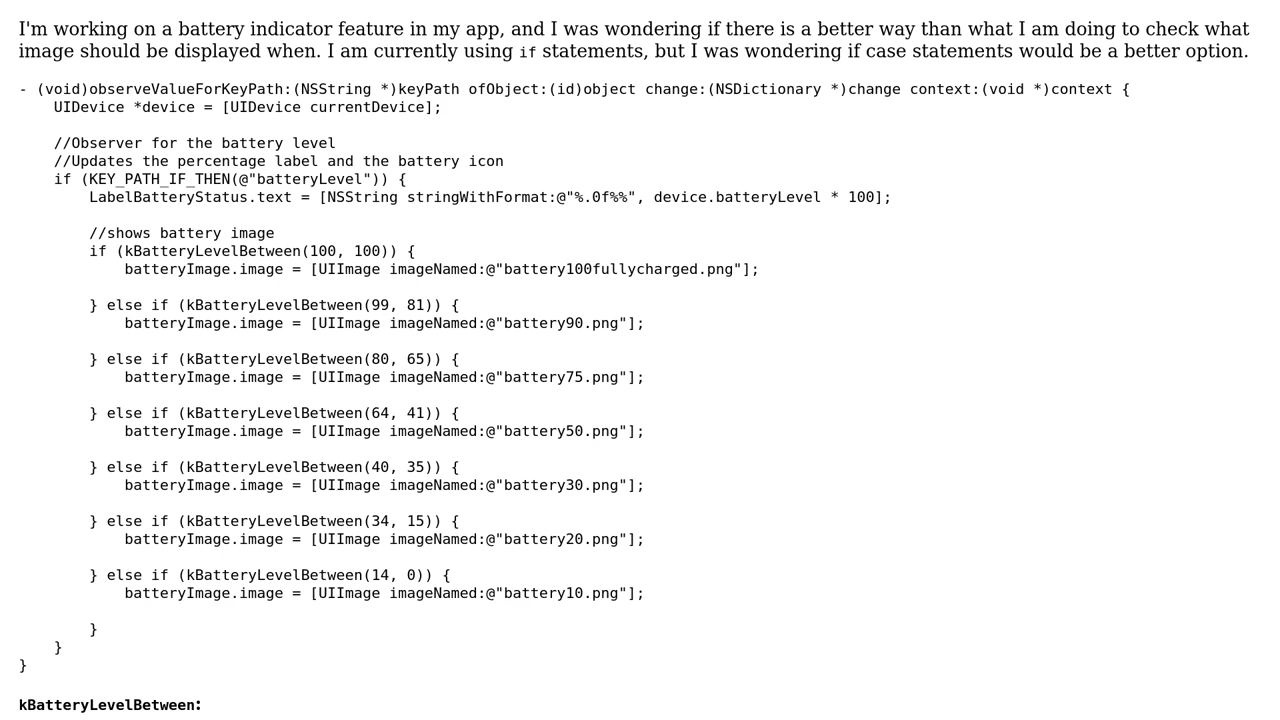 I'm working on a battery indicator feature in my app, and I was wondering if there is a better way than what I am doing to check what
image should be displayed when. I am currently using if statements, but I was wondering if case statements would be a better option.
- (void)observeValueForKeyPath:(NSString *)keyPath ofObject:(id)object change:(NSDictionary *)change context:(void *)context {
    UIDevice *device = [UIDevice currentDevice];

    //Observer for the battery level
    //Updates the percentage label and the battery icon
    if (KEY_PATH_IF_THEN(@"batteryLevel")) {
        LabelBatteryStatus.text = [NSString stringWithFormat:@"%.0f%%", device.batteryLevel * 100];

        //shows battery image
        if (kBatteryLevelBetween(100, 100)) {
            batteryImage.image = [UIImage imageNamed:@"battery100fullycharged.png"];

        } else if (kBatteryLevelBetween(99, 81)) {
            batteryImage.image = [UIImage imageNamed:@"battery90.png"];

        } else if (kBatteryLevelBetween(80, 65)) {
            batteryImage.image = [UIImage imageNamed:@"battery75.png"];

        } else if (kBatteryLevelBetween(64, 41)) {
            batteryImage.image = [UIImage imageNamed:@"battery50.png"];

        } else if (kBatteryLevelBetween(40, 35)) {
            batteryImage.image = [UIImage imageNamed:@"battery30.png"];

        } else if (kBatteryLevelBetween(34, 15)) {
            batteryImage.image = [UIImage imageNamed:@"battery20.png"];

        } else if (kBatteryLevelBetween(14, 0)) {
            batteryImage.image = [UIImage imageNamed:@"battery10.png"];

        }
    }
}
kBatteryLevelBetween: